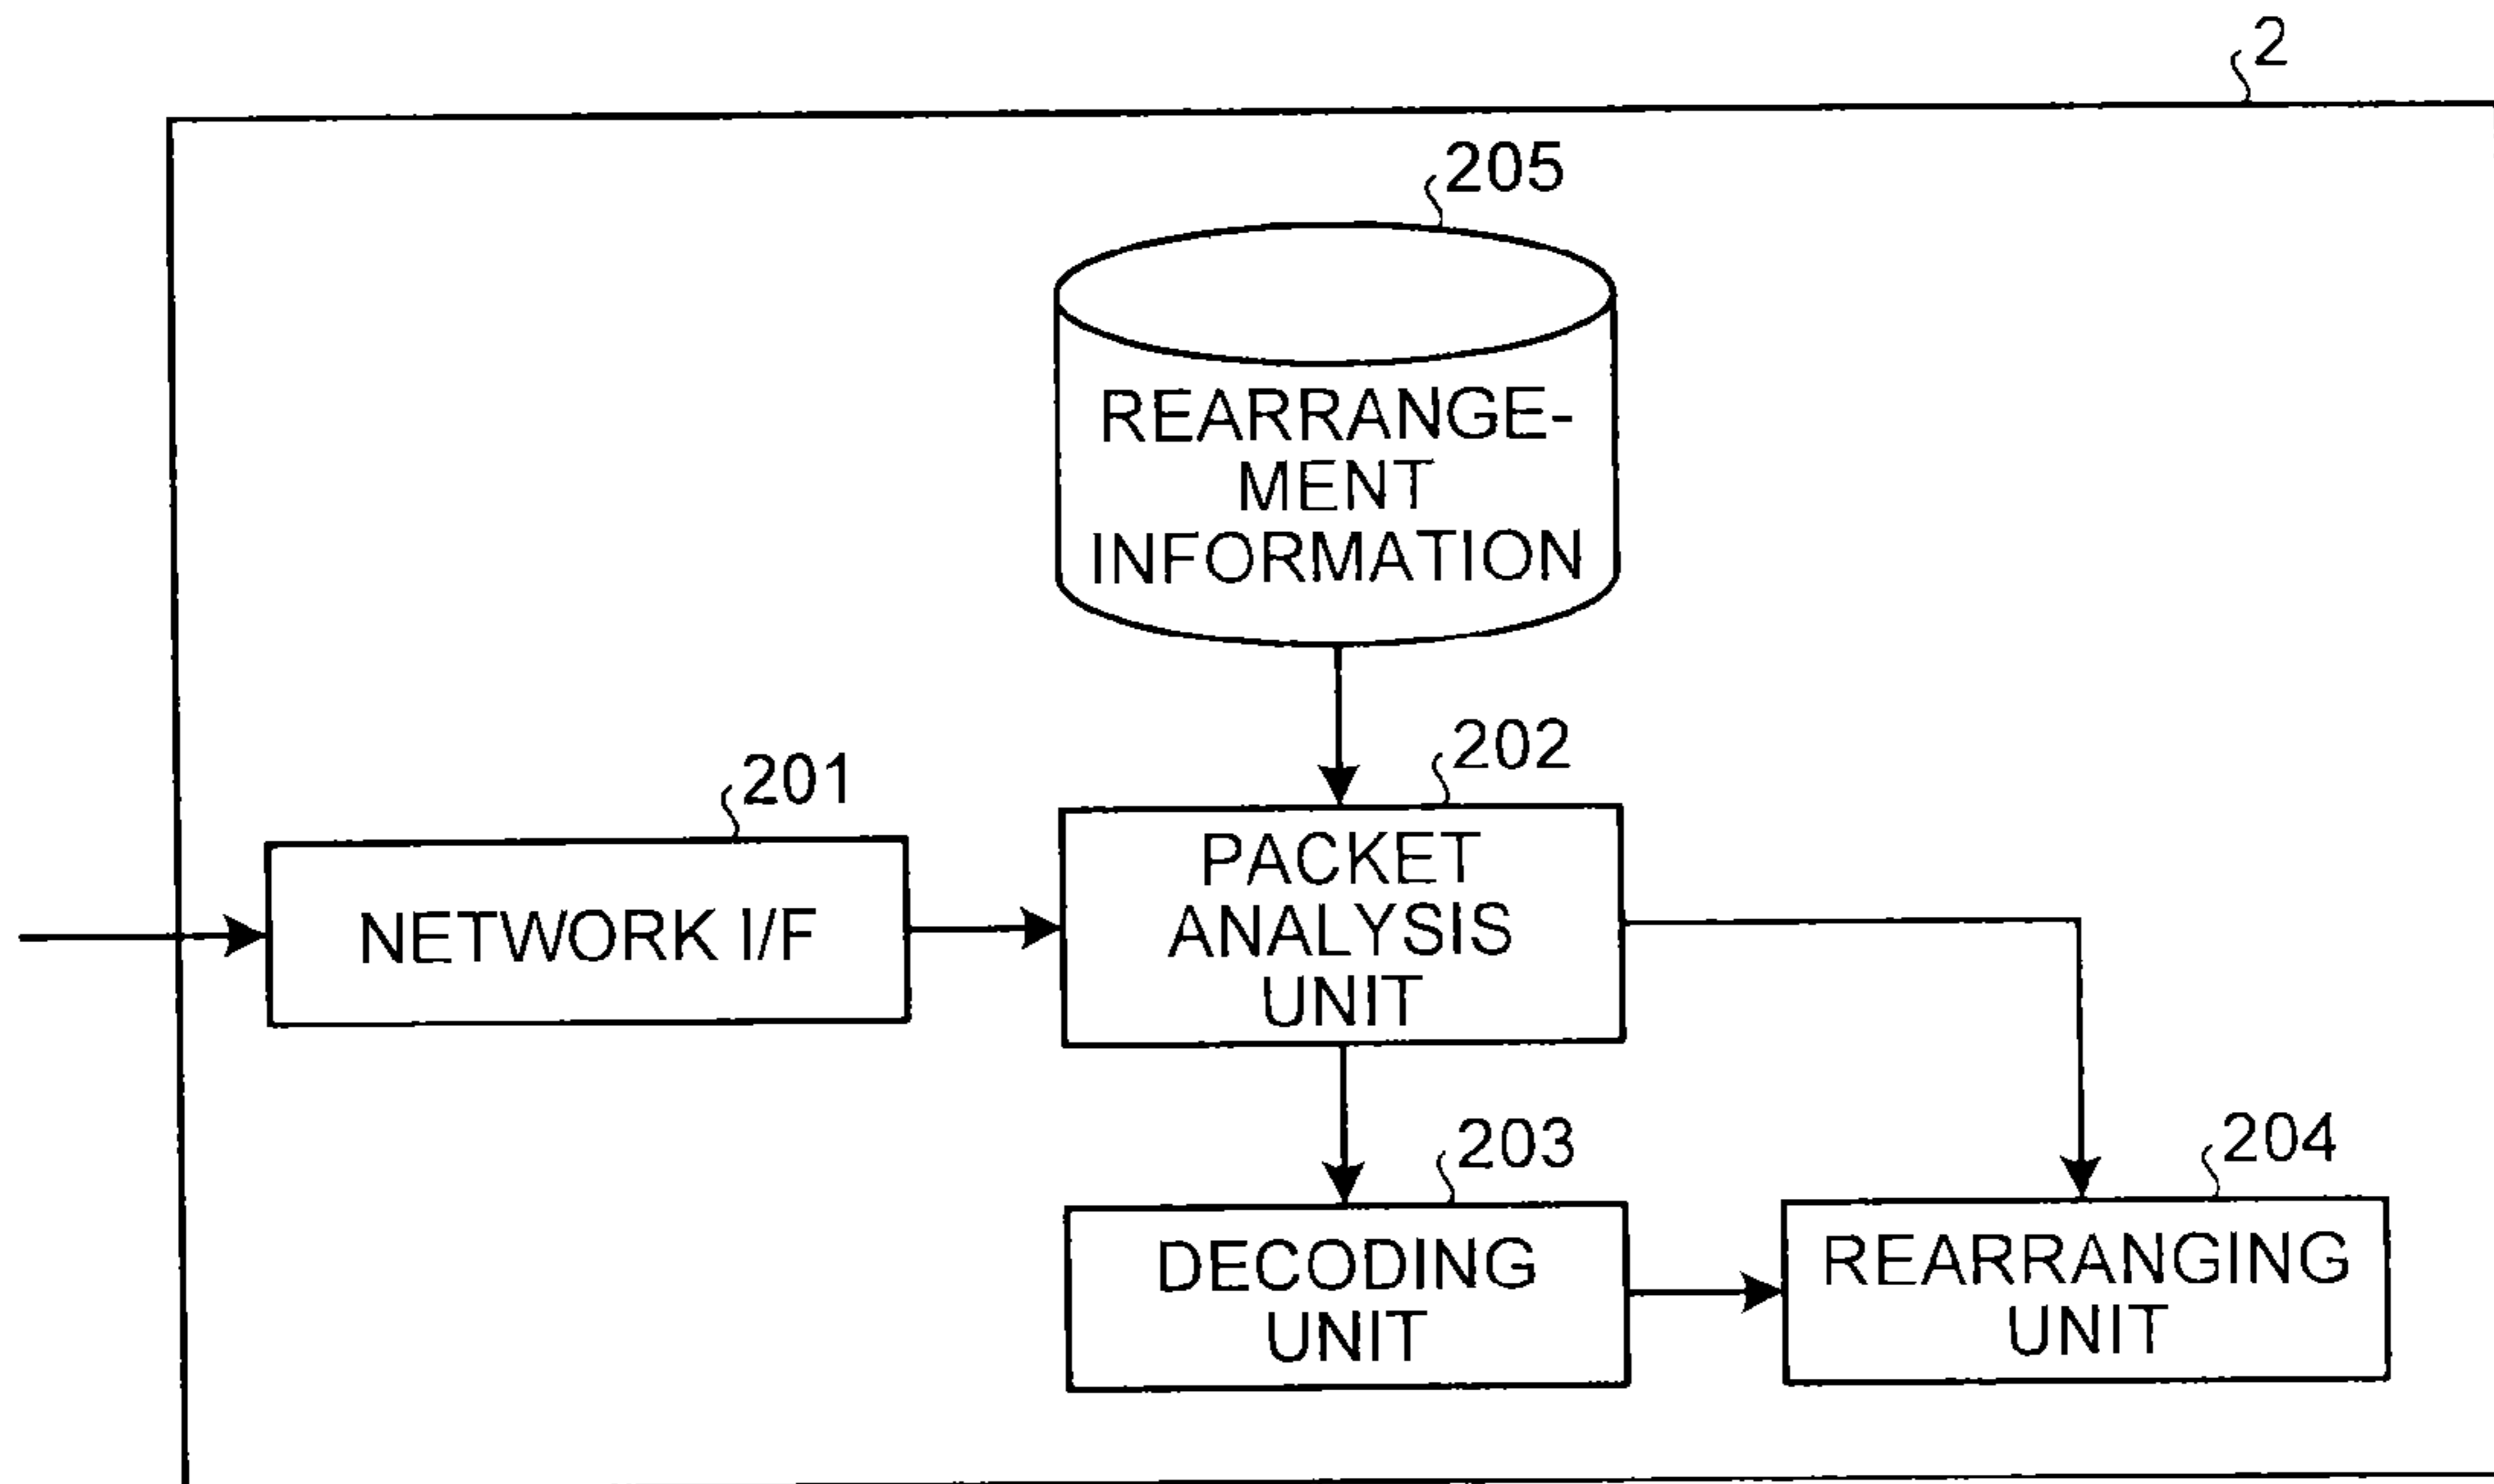 2
205
REARRANGE-
MENT
INFORMATION
202
201
PACKET
ANALYSIS
UNIT
NETWORK I/F
203
204
DECODING
UNIT
REARRANGING
UNIT